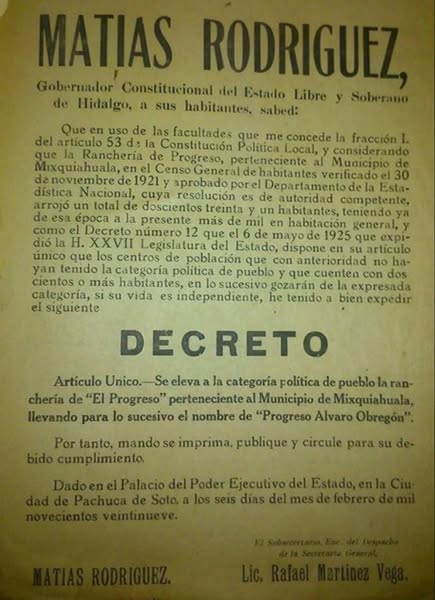 MATIAS RODRIGUEZ,
Gobernador Constitucional del Estado Libre y Soberano
de Hidalgo, a sus habitantes, sabed:
Que en uso de las facultades que me concede la fracción I.
del artículo 53 de la Constitución Política Local, y considerando
que la Ranchería de Progreso, perteneciente al Municipio de
Mixquiahuala, en el Censo General de habitantes verificado el 30
de noviembre de 1921 y aprobado por el Departamento de la Esta-
dística Nacional, cuya resolución es de autoridad competente,
arrojó un total de doscientos treinta y un habitantes, teniendo ya
de esa época a la presente más de mil en habitación general, y
como el Decreto número 12 que el 6 de mayo de 1925 que expi-
dió la H. XXVII Legislatura del Estado, dispone en su artículo
único que los centros de población que con anterioridad no ha-
yan tenido la categoría política de pueblo y que cuenten con dos
cientos o más habitantes, en lo sucesivo gozarán de la expresada
categoría, si su vida es independiente, he tenido a bien expedir
el siguiente
DECRETO
Artículo Unico.—Se eleva a la categoría política de pueblo la ran-
chería de "El Progreso" perteneciente al Municipio de Mixquiahuala,
llevando para lo sucesivo el nombre de "Progreso Alvaro Obregón".
Por tanto, mando se imprima, publique y circule para su de-
bido cumplimiento.
Dado en el Palacio del Poder Ejecutivo del Estado, en la Ciu-
dad de Pachuca de Soto, a los seis días del mes de febrero de mil
novecientos veintinueve.
El Subsecretario, Enc. del Despacho
de la Secretaría General,
MATIAS RODRIGUEZ.
Lic. Rafael Martínez Vega.